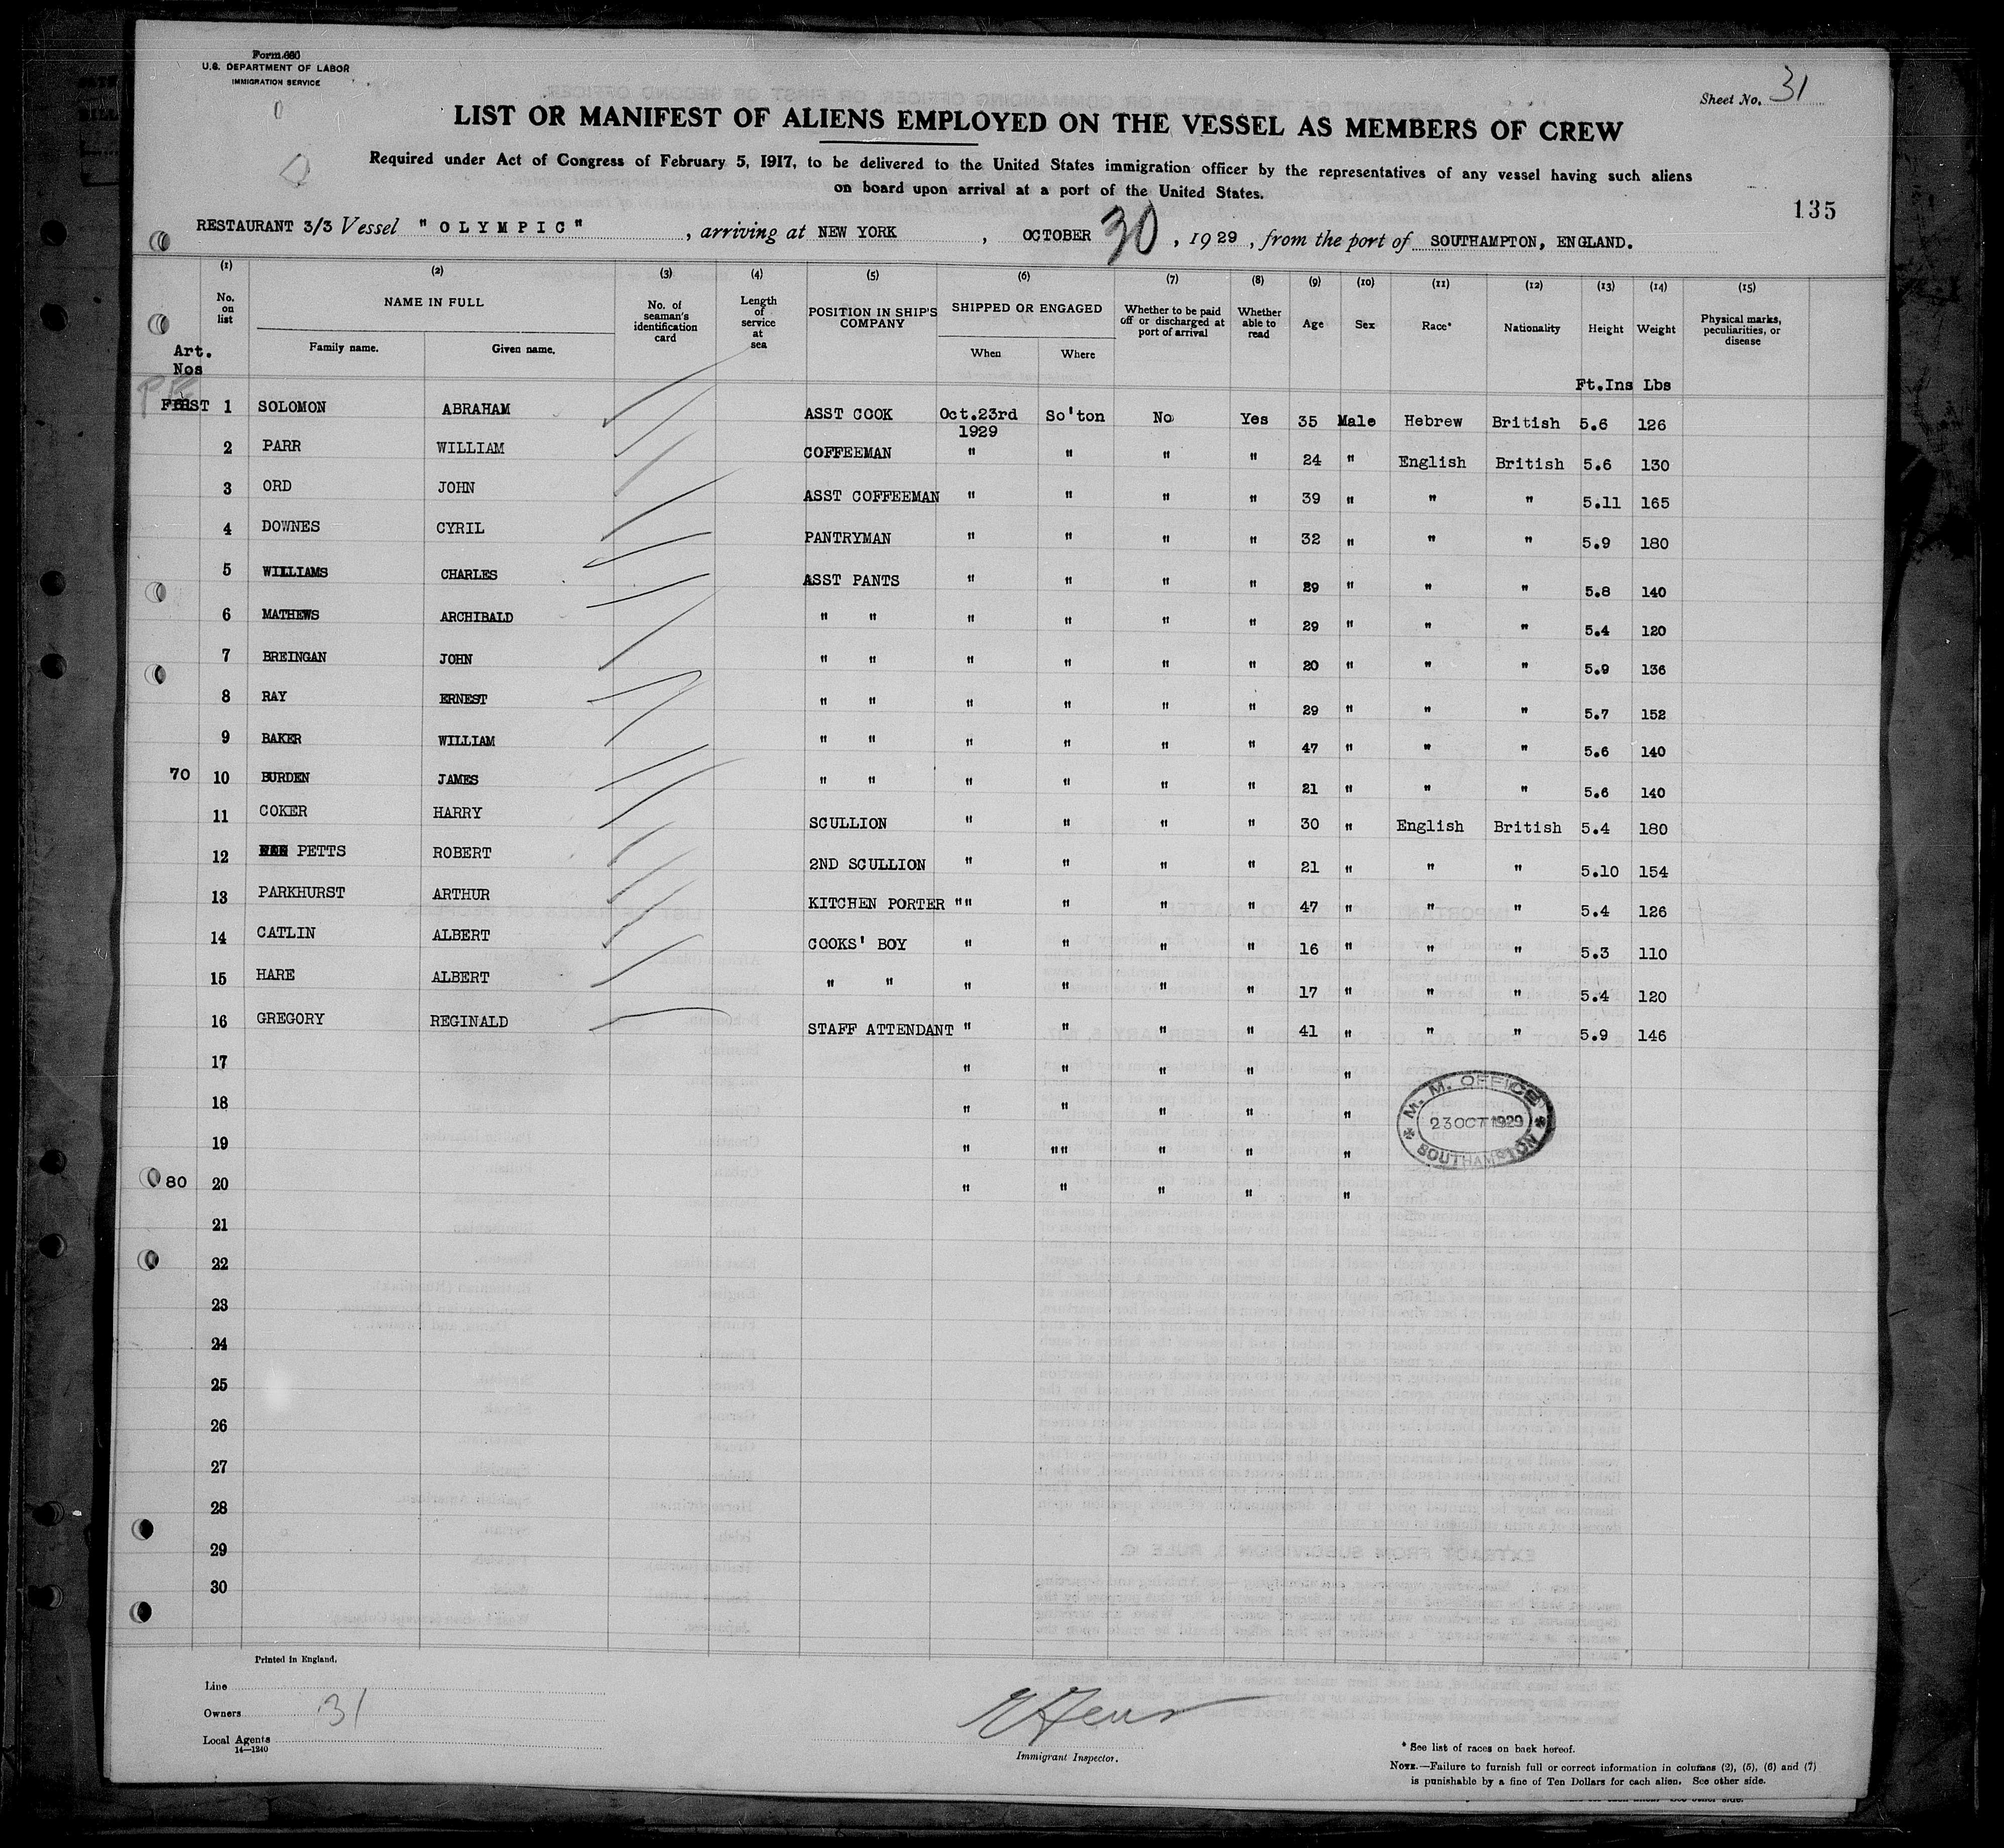 Form 680
U.S. DEPARTMENT OF LABOR
IMMIGRATION SERVICE
Sheet No. 31
LIST OR MANIFEST OF ALIENS EMPLOYED ON THE VESSEL AS MEMBERS OF CREW
Required under Act of Congress of February 5, 1917, to be delivered to the United States immigration officer by the representatives of any vessel having such aliens
on board upon arrival at a port of the United States.
135
RESTAURANT 3/3 Vessel "OLYMPIC", arriving at NEW YORK, OCTOBER 30, 1929, from the port of SOUTHAMPTON, ENGLAND.
(1) (2) (3) (4) (5) (6) (7) (8) (9) (10) (11) (12) (13) (14) (15)
No. on list NAME IN FULL No. of seaman's identification card Length of service at sea POSITION IN SHIP'S COMPANY SHIPPED OR ENGAGED Whether to be paid off or discharged at port of arrival Whether able to read Age Sex Race* Nationality Height Weight Physical marks, peculiarities, or disease
Family name. Given name. When Where
Art. Nos
Ft.Ins Lbs
FIRST 1 SOLOMON ABRAHAM ASST COOK Oct.23rd 1929 So'ton No Yes 35 Male Hebrew British 5.6 126
2 PARR WILLIAM COFFEEMAN " " " " 24 " English British 5.6 130
3 ORD JOHN ASST COFFEEMAN " " " " 39 " " " 5.11 165
4 DOWNES CYRIL PANTRYMAN " " " " 32 " " " 5.9 180
5 WILLIAMS CHARLES ASST PANTS " " " " 29 " " " 5.8 140
6 MATHEWS ARCHIBALD " " " " " " 29 " " " 5.4 120
7 BREINGAN JOHN " " " " " " 20 " " " 5.9 136
8 RAY ERNEST " " " " " " 29 " " " 5.7 152
9 BAKER WILLIAM " " " " " " 47 " " " 5.6 140
70 10 BURDEN JAMES " " " " " " 21 " " " 5.6 140
11 COKER HARRY SCULLION " " " " 30 " English British 5.4 180
12 PETTS ROBERT 2ND SCULLION " " " " 21 " " " 5.10 154
13 PARKHURST ARTHUR KITCHEN PORTER "" " " " 47 " " " 5.4 126
14 CATLIN ALBERT COOKS' BOY " " " " 16 " " " 5.3 110
15 HARE ALBERT " " " " " " 17 " " " 5.4 120
16 GREGORY REGINALD STAFF ATTENDANT " " " " 41 " " " 5.9 146
17 " " " " "
18 " " " " "
19 " "" " " "
80 20 " " " " "
21
22
23
24
25
26
27
28
29
30
M. M. OFFICE
23 OCT 1929
SOUTHAMPTON
Printed in England.
Line
Owners 31
Local Agents
14—1240
Immigrant Inspector.
* See list of races on back hereof.
NOTE.—Failure to furnish full or correct information in columns (2), (5), (6) and (7)
is punishable by a fine of Ten Dollars for each alien. See other side.